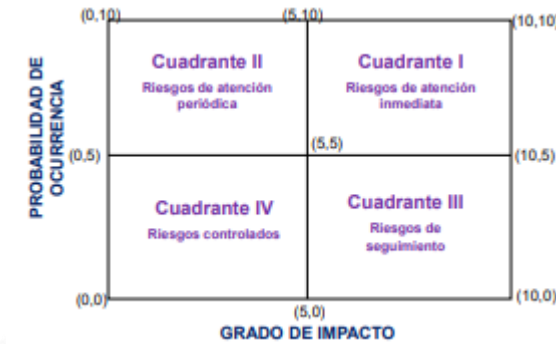 (0,10)
(5,10)
(10,10)
Cuadrante II
Riesgos de atención
periódica
Cuadrante I
Riesgos de atención
inmediata
PROBABILIDAD DE
OCURRENCIA
(0,5)
(5,5)
(10,5)
Cuadrante IV
Riesgos controlados
Cuadrante III
Riesgos de
seguimiento
(0,0)
(5,0)
(10,0)
GRADO DE IMPACTO